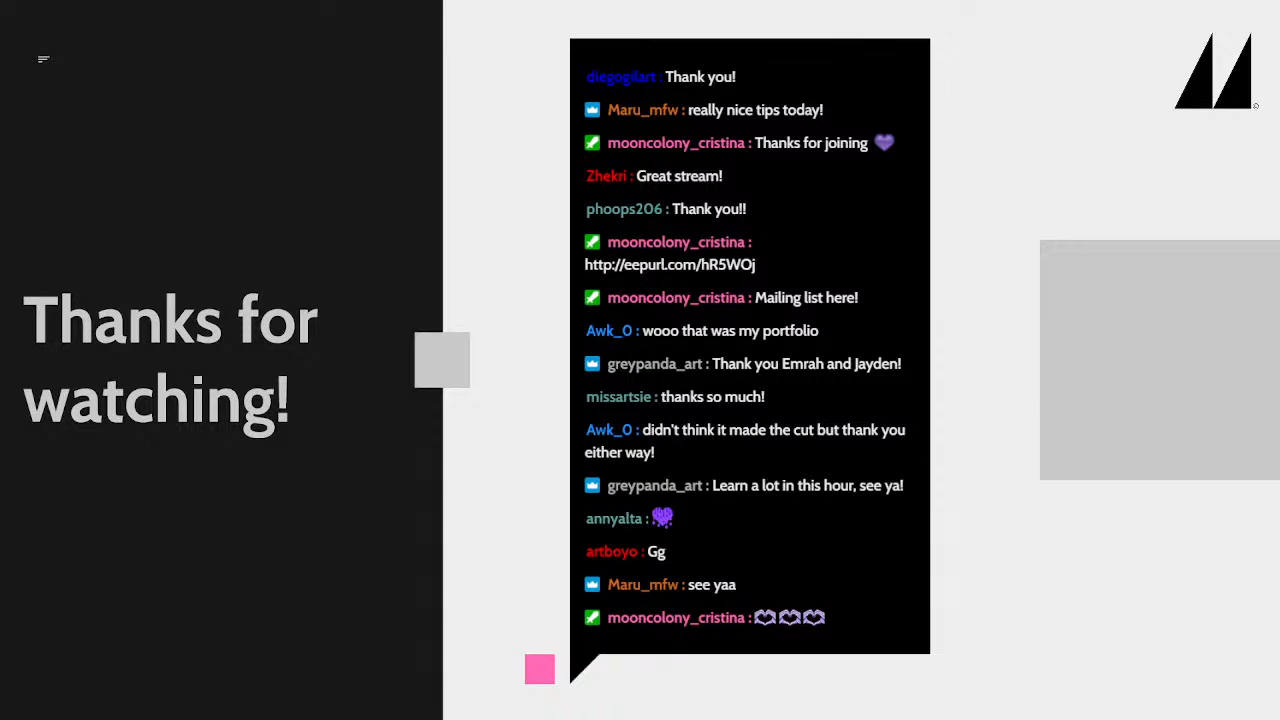 Thanks for
watching!
diegogilart : Thank you!
Maru_mfw : really nice tips today!
mooncolony_cristina : Thanks for joining
Zhekri : Great stream!
phoops206 : Thank you!!
mooncolony_cristina :
http://eepurl.com/hR5WOj
mooncolony_cristina : Mailing list here!
Awk_0 : wooo that was my portfolio
greypanda_art : Thank you Emrah and Jayden!
missartsie : thanks so much!
Awk_0 : didn't think it made the cut but thank you
either way!
greypanda_art : Learn a lot in this hour, see ya!
annyalta :
artboyo : Gg
Maru_mfw : see yaa
mooncolony_cristina :